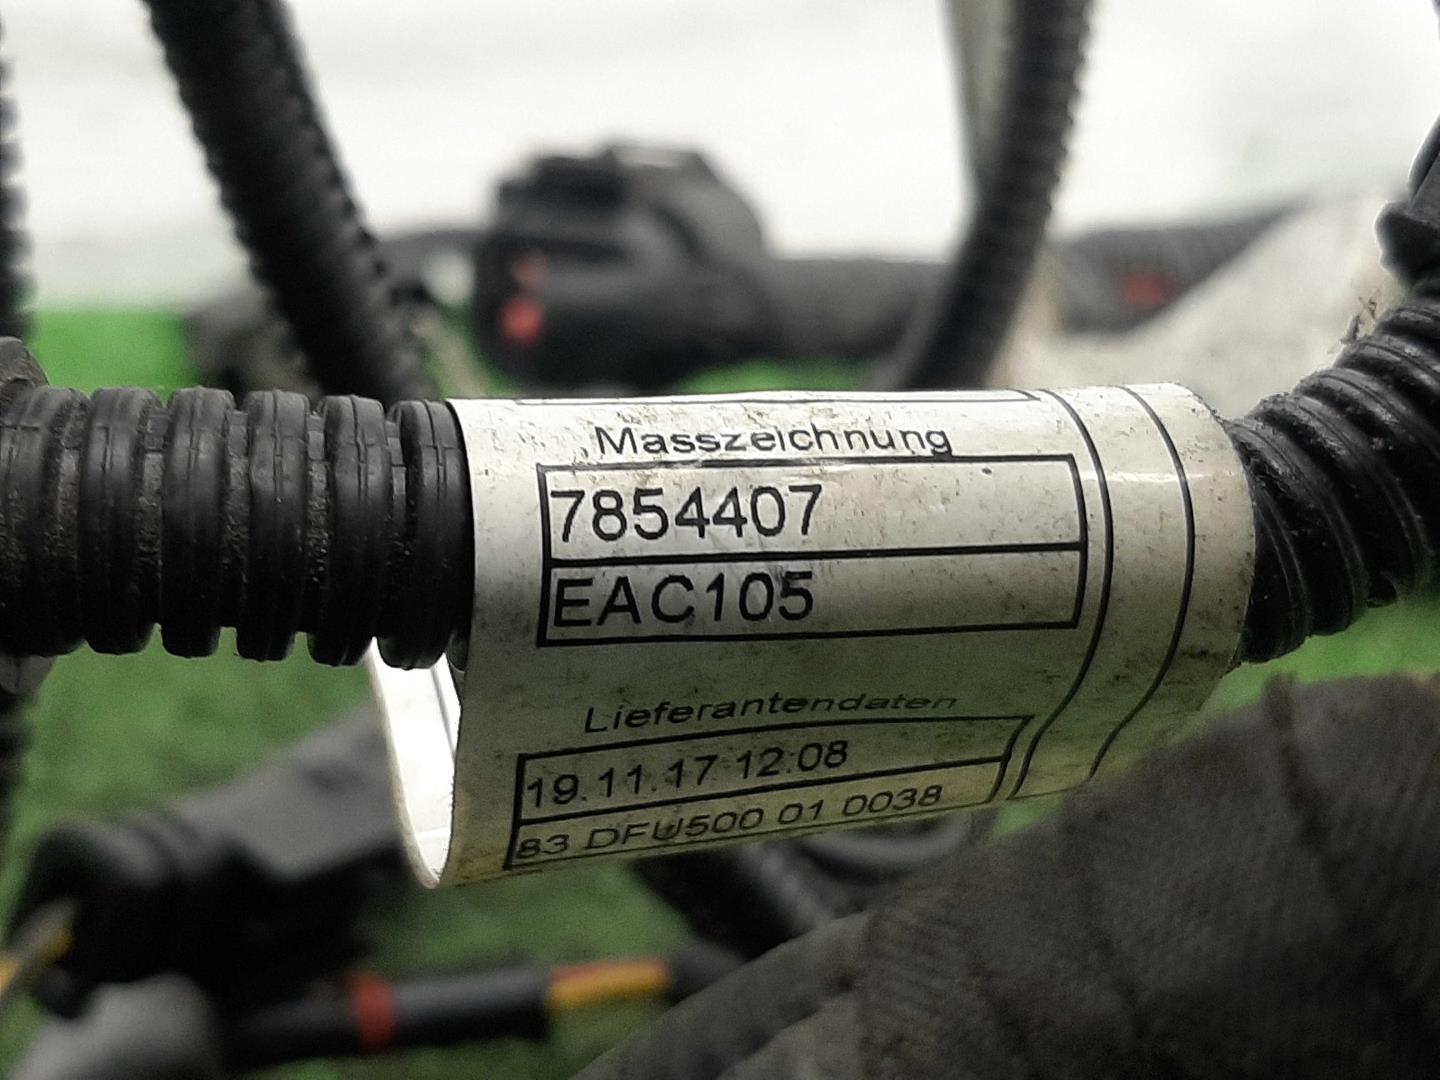 Masszeichnung
7854407
EAC105
Lieferantendaten
19.11.17 12:08
83 DFU500 01 0038